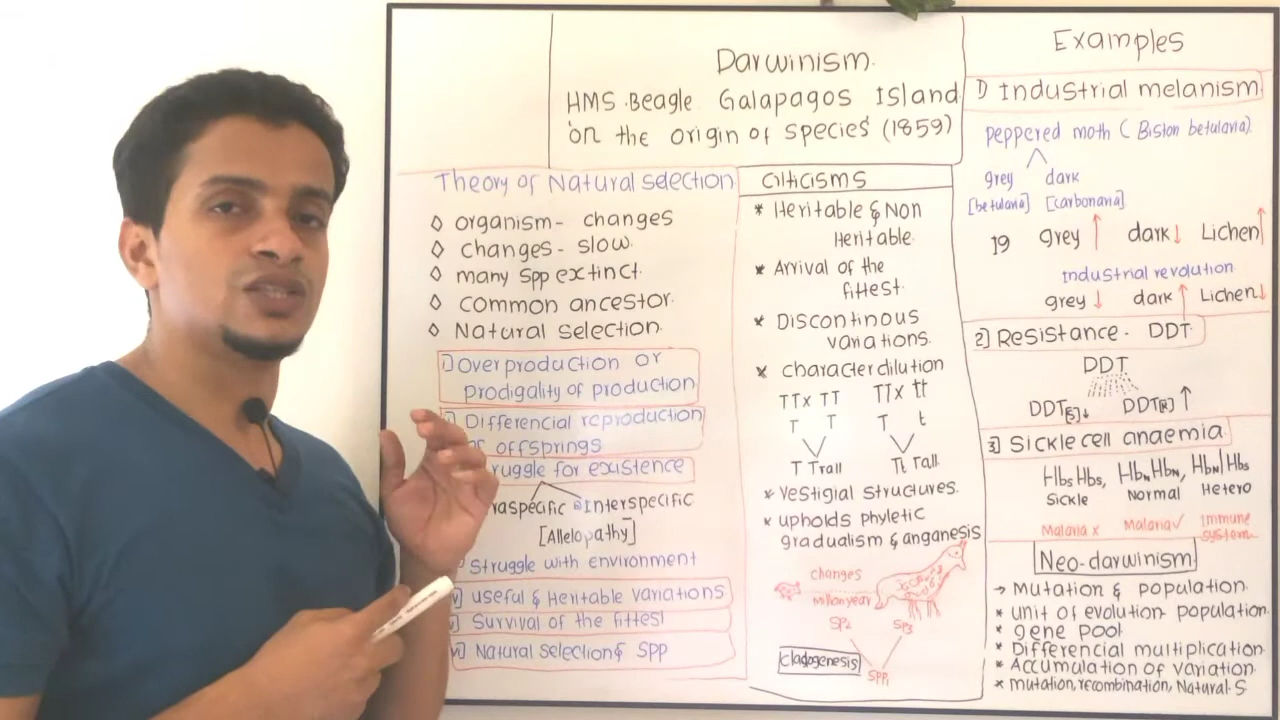 Darwinism.
HMS.Beagle Galapagos Island
'on the origin of species' (1859)
Theory of Natural selection
organism - changes
changes - slow.
many spp extinct.
common ancestor.
Natural selection.
i) Overproduction or
prodigality of production
Differencial reproduction
of offsprings
ruggle for existence
raspecific Interspecific
[Allelopathy]
Struggle with environment
useful & Heritable variations
Survival of the fittest
Natural selection & SPP
criticisms
* Heritable & Non
Heritable.
* Arrival of the
fittest.
* Discontinous
variations.
* character dilution
TT x TT TT x tt
T T T t
T Trall Tt Tall
* vestigial structures.
* upholds phyletic
gradualism & anganesis
changes
millon year
SP2 SP3
cladogenesis
SPP1
Examples
1) Industrial melanism
peppered moth ( Biston betularia).
grey dark
[betularia] [carbonaria]
19 grey ↑ dark ↓ Lichen ↑
Industrial revolution
grey ↓ dark ↑ Lichen ↓
2) Resistance - DDT
DDT
DDT[S] ↓ DDT[R] ↑
3) Sickle cell anaemia
Hbs Hbs, HbN HbN, HbN Hbs
Sickle Normal Hetero
Malaria x Malaria ✓ Immune
system
Neo-darwinism
→ Mutation & population.
* unit of evolution population.
* gene pool
* Differencial multiplication
* Accumulation of variation
* mutation, recombination, Natural.S